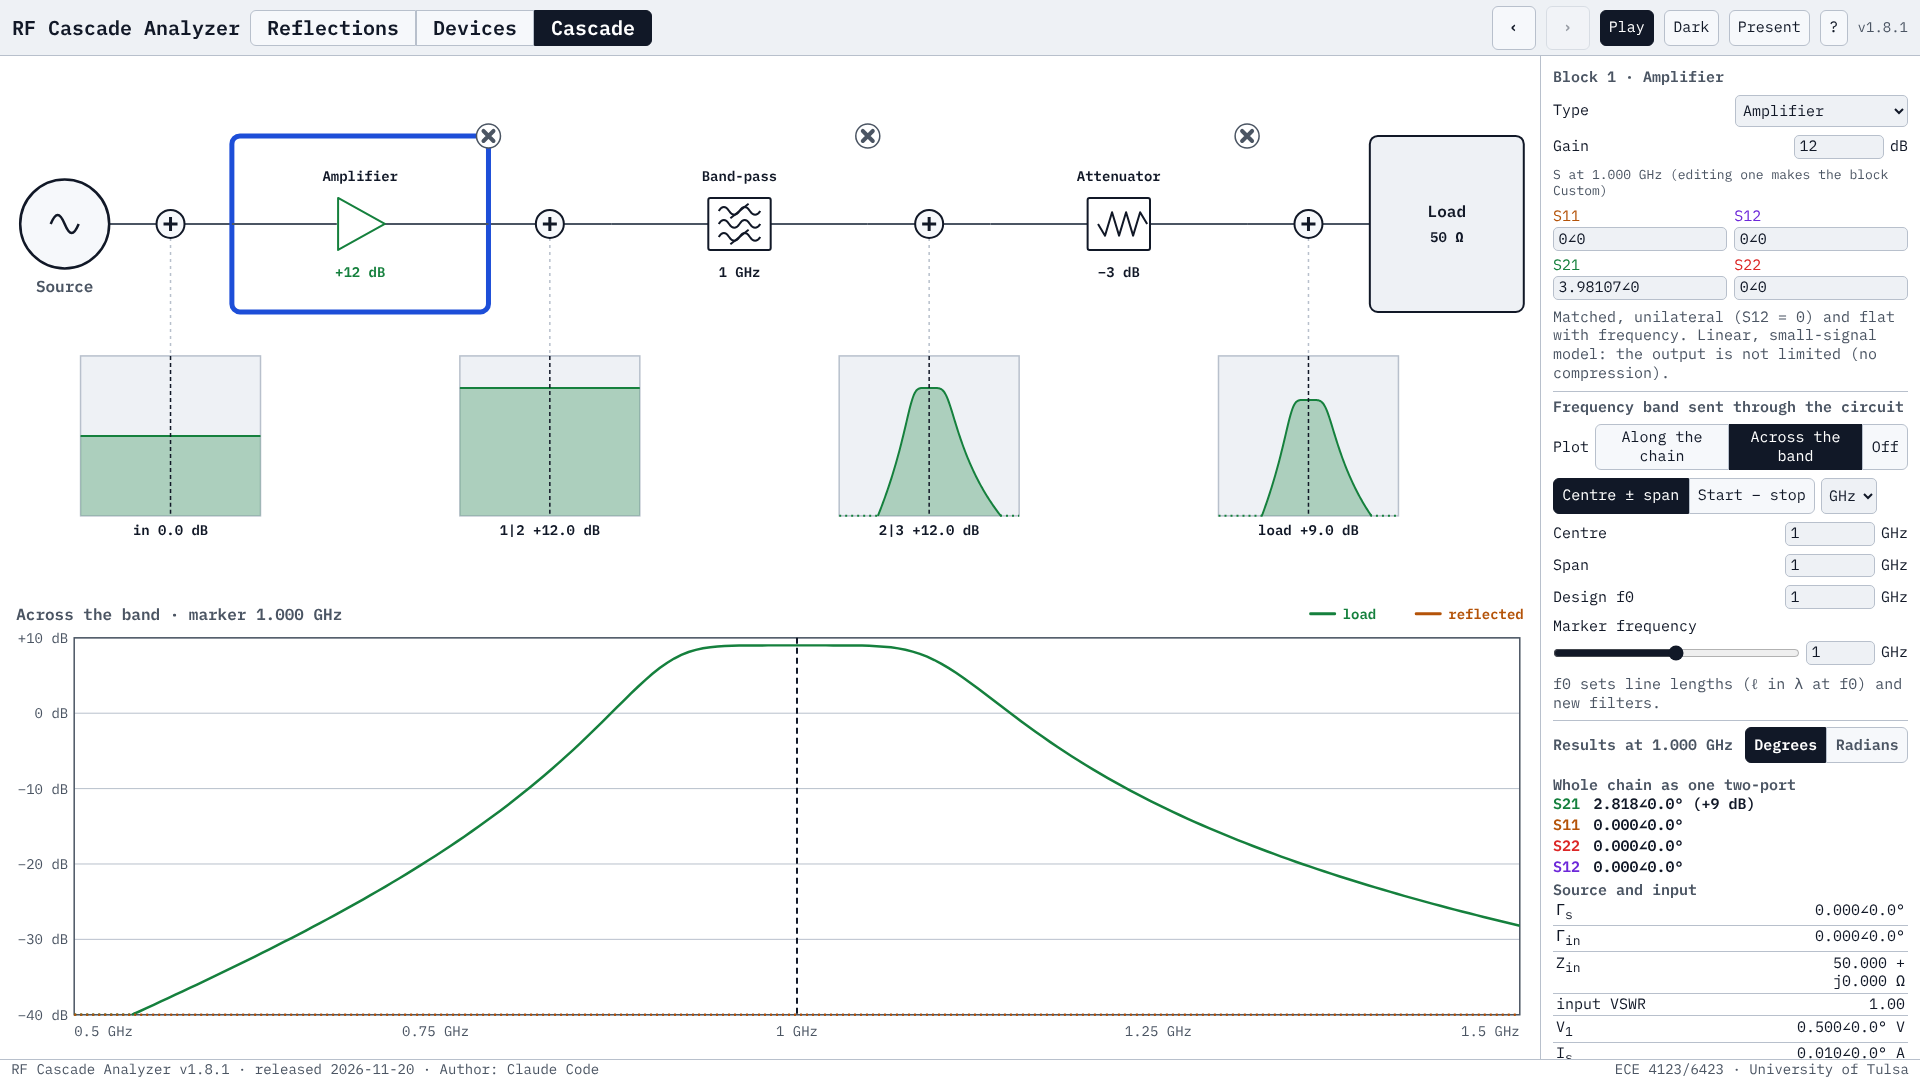 RF Cascade Analyzer Reflections Devices Cascade ‹ › Play Dark Present ? v1.8.1
Amplifier
+12 dB
Band-pass
1 GHz
Attenuator
−3 dB
Load
50 Ω
Source
in 0.0 dB
1|2 +12.0 dB
2|3 +12.0 dB
load +9.0 dB
Across the band · marker 1.000 GHz
load
reflected
+10 dB
0 dB
−10 dB
−20 dB
−30 dB
−40 dB
0.5 GHz
0.75 GHz
1 GHz
1.25 GHz
1.5 GHz
Block 1 · Amplifier
Type Amplifier
Gain 12 dB
S at 1.000 GHz (editing one makes the block
Custom)
S11 S12
0∠0 0∠0
S21 S22
3.98107∠0 0∠0
Matched, unilateral (S12 = 0) and flat
with frequency. Linear, small-signal
model: the output is not limited (no
compression).
Frequency band sent through the circuit
Plot Along the chain Across the band Off
Centre ± span Start − stop GHz
Centre 1 GHz
Span 1 GHz
Design f0 1 GHz
Marker frequency
1 GHz
f0 sets line lengths (ℓ in λ at f0) and
new filters.
Results at 1.000 GHz Degrees Radians
Whole chain as one two-port
S21 2.818∠0.0° (+9 dB)
S11 0.000∠0.0°
S22 0.000∠0.0°
S12 0.000∠0.0°
Source and input
Γs 0.000∠0.0°
Γin 0.000∠0.0°
Zin 50.000 +
j0.000 Ω
input VSWR 1.00
V1 0.500∠0.0° V
Is 0.010∠0.0° A
RF Cascade Analyzer v1.8.1 · released 2026-11-20 · Author: Claude Code
ECE 4123/6423 · University of Tulsa